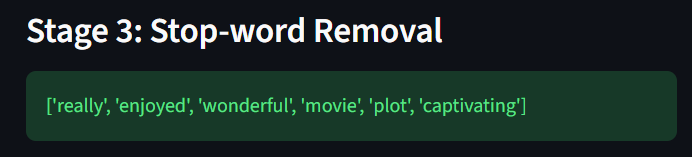 Stage 3: Stop-word Removal
['really', 'enjoyed', 'wonderful', 'movie', 'plot', 'captivating']